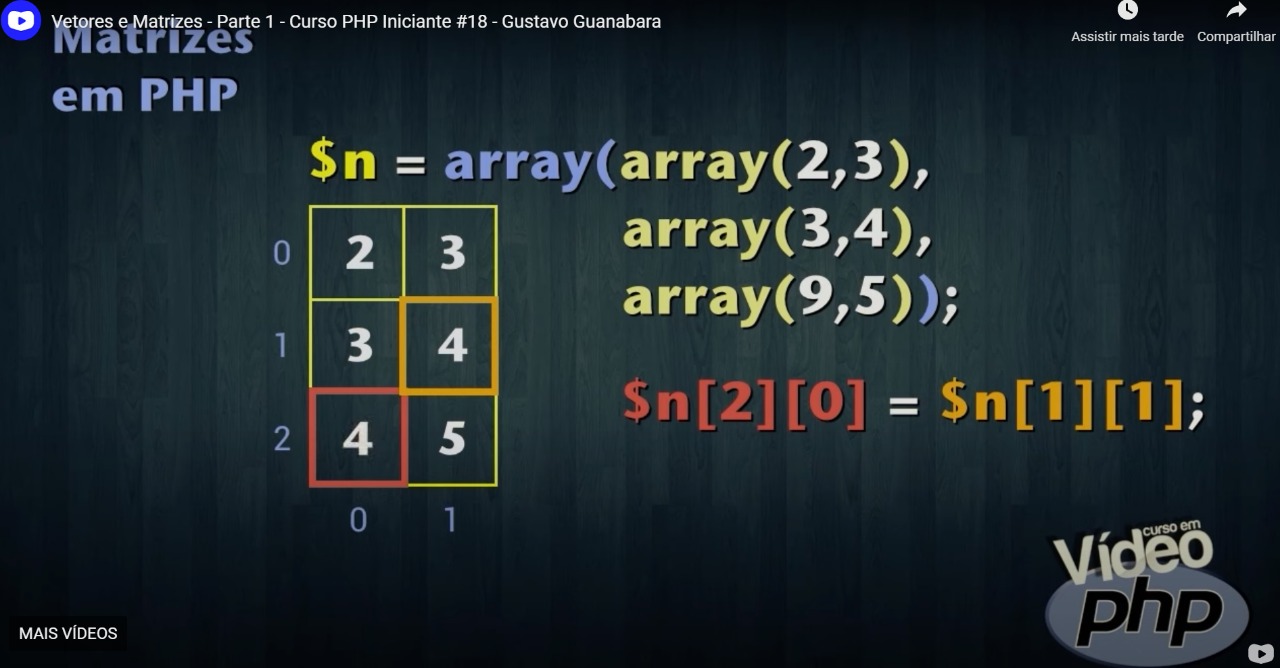 Vetores e Matrizes - Parte 1 - Curso PHP Iniciante #18 - Gustavo Guanabara
Assistir mais tarde
Compartilhar
Matrizes
em PHP
$n = array(array(2,3),
array(3,4),
array(9,5));
0 2 3
1 3 4
2 4 5
0 1
$n[2][0] = $n[1][1];
curso em
Vídeo
php
MAIS VÍDEOS